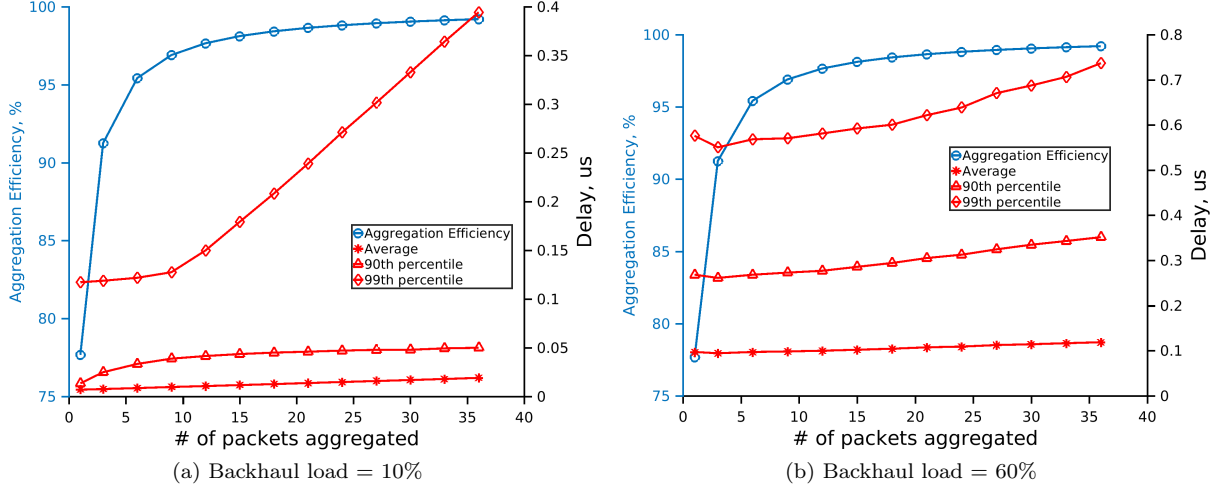 100
95
90
85
80
75
Aggregation Efficiency, %
0.4
0.35
0.3
0.25
0.2
0.15
0.1
0.05
0
Delay, us
Aggregation Efficiency
Average
90th percentile
99th percentile
0 5 10 15 20 25 30 35 40
# of packets aggregated
(a) Backhaul load = 10%
100
95
90
85
80
75
Aggregation Efficiency, %
0.8
0.7
0.6
0.5
0.4
0.3
0.2
0.1
0
Delay, us
Aggregation Efficiency
Average
90th percentile
99th percentile
0 5 10 15 20 25 30 35 40
# of packets aggregated
(b) Backhaul load = 60%